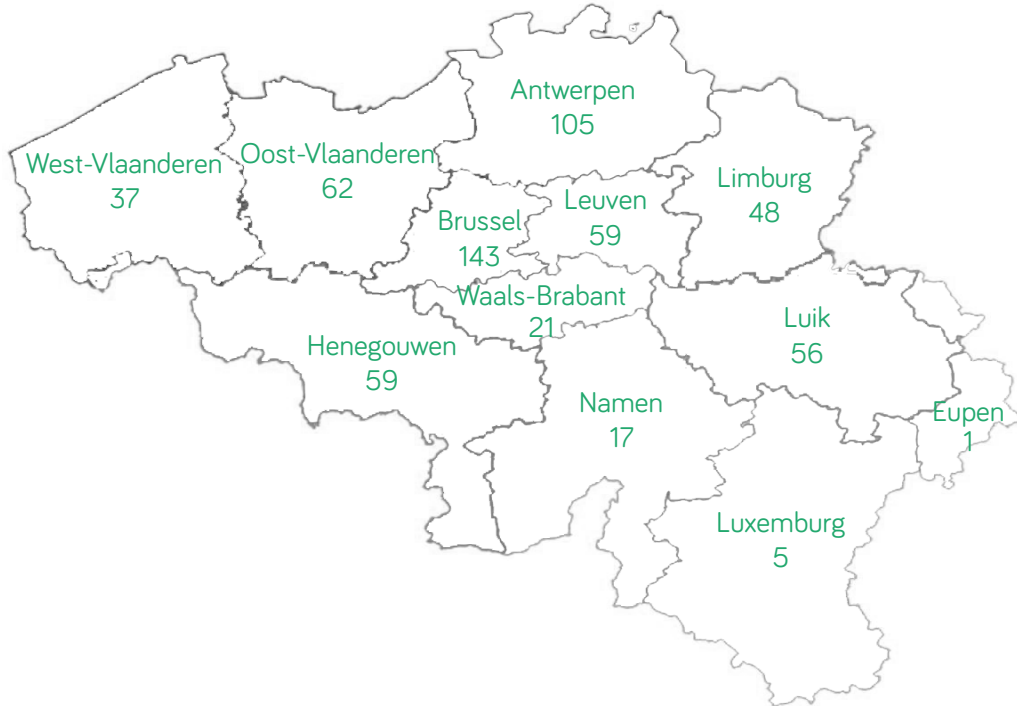 Antwerpen
105
West-Vlaanderen
37
Oost-Vlaanderen
62
Brussel
143
Leuven
59
Limburg
48
Waals-Brabant
21
Henegouwen
59
Luik
56
Namen
17
Eupen
1
Luxemburg
5